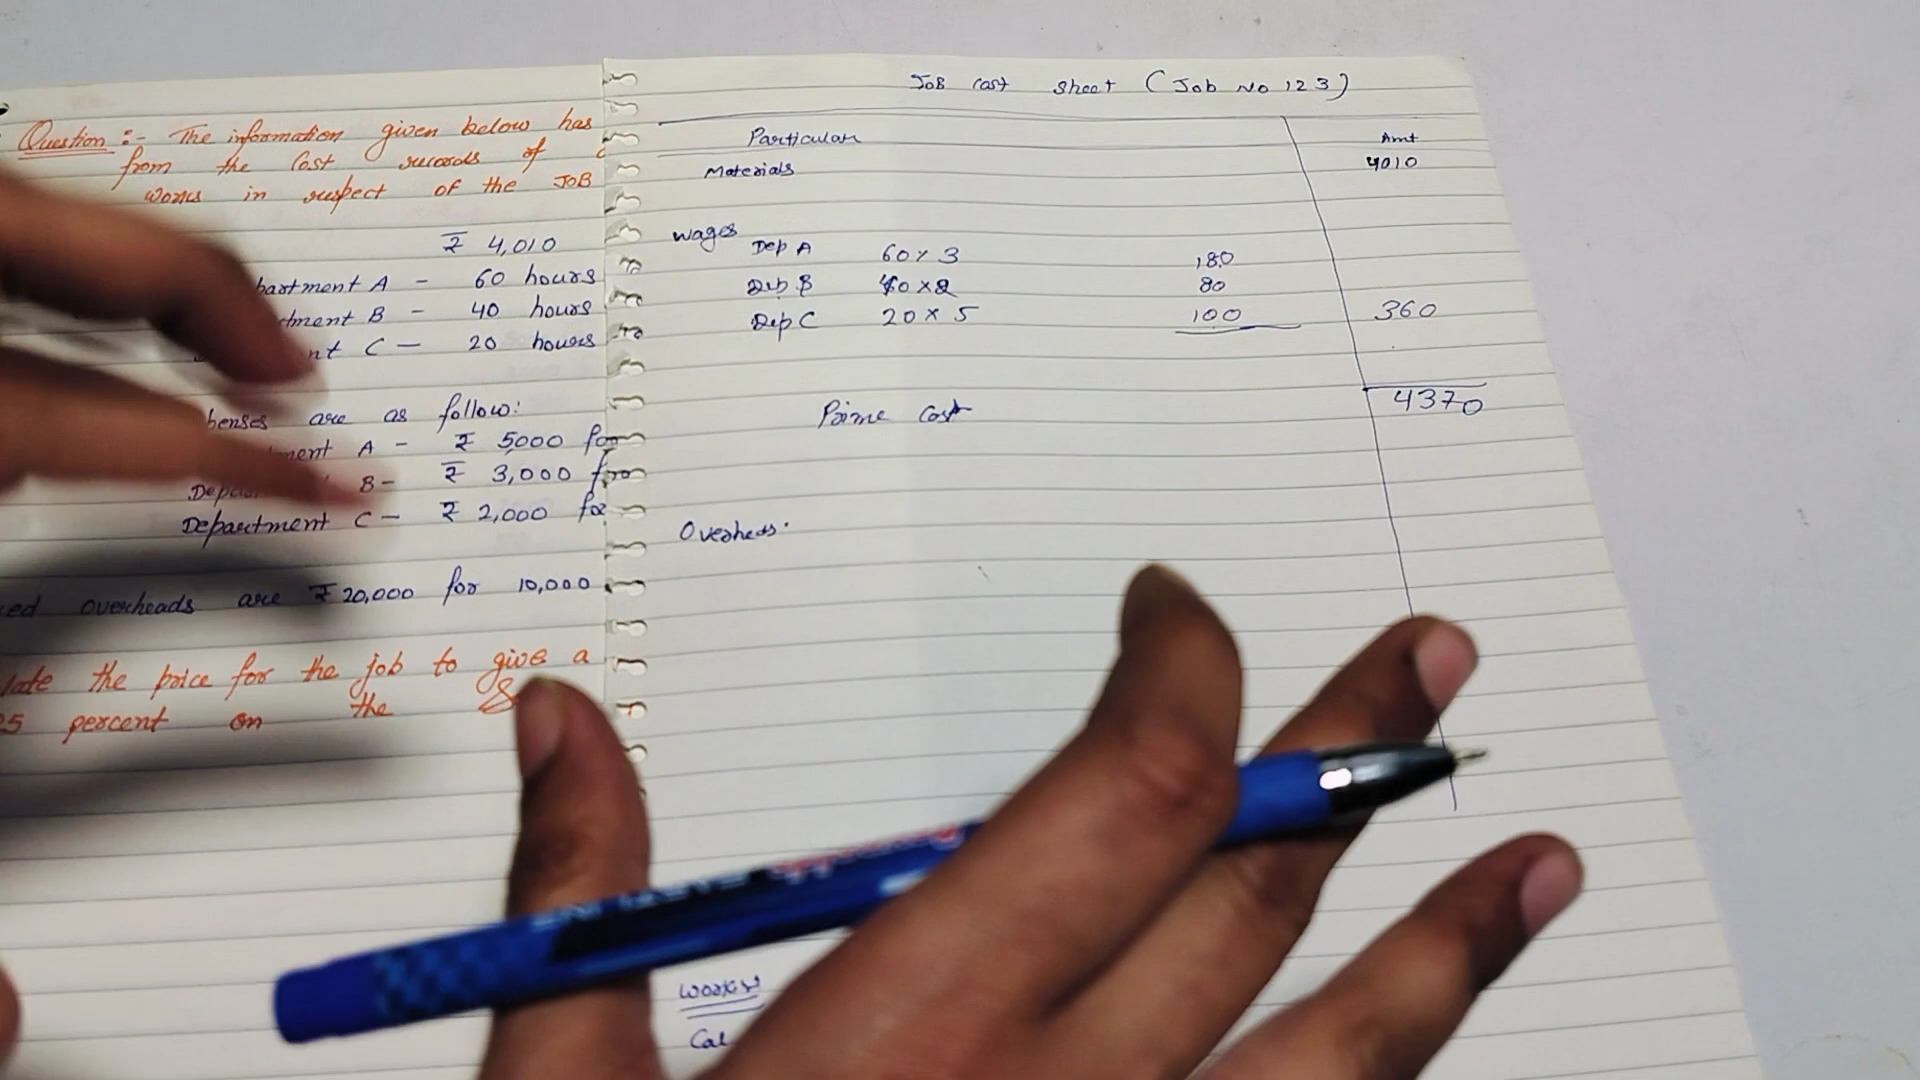 Question :- The information given below has
from the Cost records of
works in respect of the JOB
₹ 4,010
partment A - 60 hours
tment B - 40 hours
nt C - 20 hours
penses are as follow:
ment A - ₹ 5000 for
B - ₹ 3,000 fro
Department C - ₹ 2,000 for
ed overheads are ₹ 20,000 for 10,000
late the price for the job to give a
25 percent on the
JOB Cost Sheet (Job No 123)
Particular Amt
Materials 4010
wages
Dep A 60 x 3 180
Dep B 40 x 2 80
Dep C 20 x 5 100 360
Prime Cost 4370
Overheads.
Cal